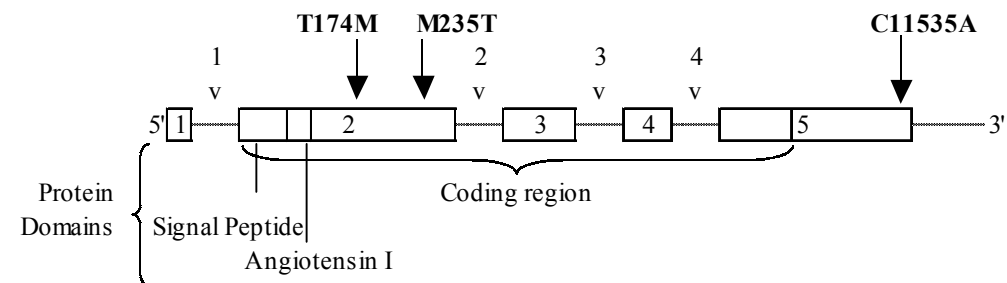 T174M M235T C11535A
1 2 3 4
v v v v
5' 1 2 3 4 5 3'
Protein Coding region
Domains Signal Peptide
Angiotensin I